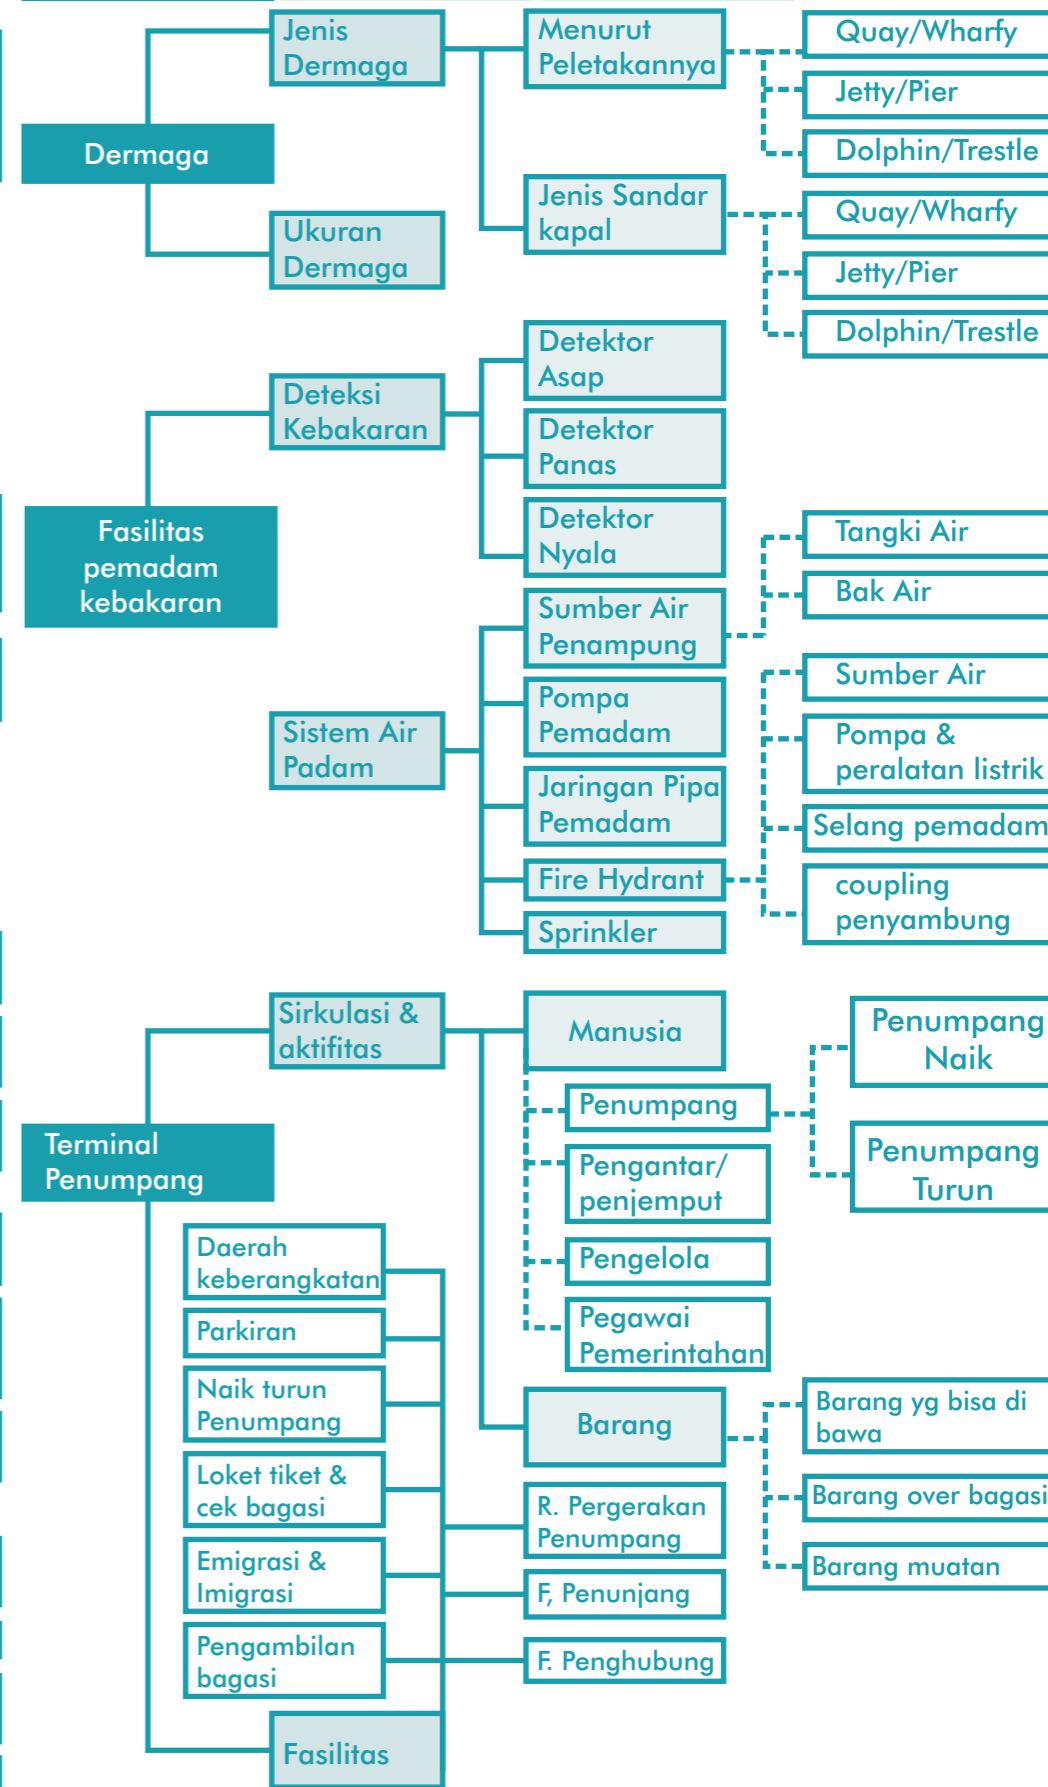 Dermaga
Jenis
Dermaga
Ukuran
Dermaga
Menurut
Peletakannya
Quay/Wharfy
Jetty/Pier
Dolphin/Trestle
Jenis Sandar
kapal
Quay/Wharfy
Jetty/Pier
Dolphin/Trestle
Fasilitas
pemadam
kebakaran
Deteksi
Kebakaran
Detektor
Asap
Detektor
Panas
Detektor
Nyala
Sistem Air
Padam
Sumber Air
Penampung
Tangki Air
Bak Air
Pompa
Pemadam
Jaringan Pipa
Pemadam
Fire Hydrant
Sumber Air
Pompa &
peralatan listrik
Selang pemadam
coupling
penyambung
Sprinkler
Terminal
Penumpang
Sirkulasi &
aktifitas
Manusia
Penumpang
Penumpang
Naik
Penumpang
Turun
Pengantar/
penjemput
Pengelola
Pegawai
Pemerintahan
Barang
Barang yg bisa di
bawa
Barang over bagasi
Barang muatan
Daerah
keberangkatan
Parkiran
Naik turun
Penumpang
Loket tiket &
cek bagasi
Emigrasi &
Imigrasi
Pengambilan
bagasi
R. Pergerakan
Penumpang
F, Penunjang
F. Penghubung
Fasilitas